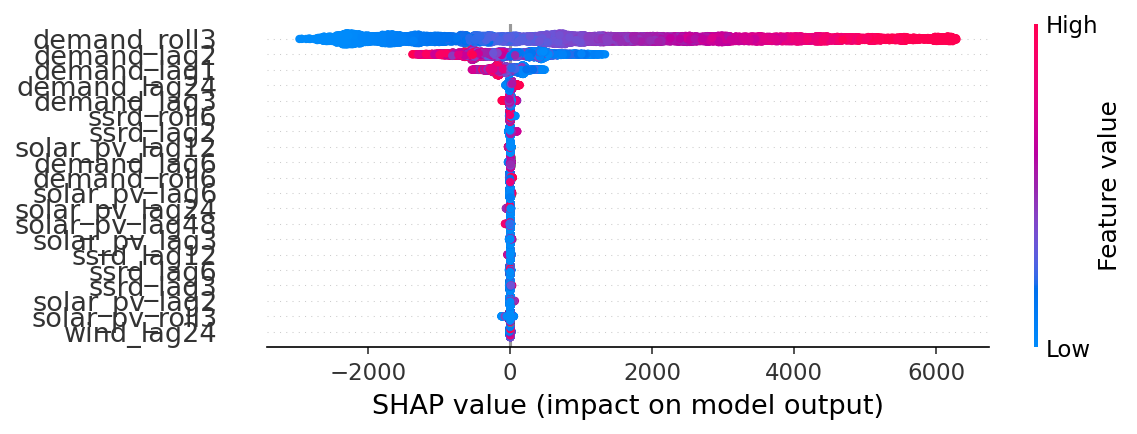 demand_roll3
demand_lag2
demand_lag1
demand_lag24
demand_lag3
ssrd_roll6
ssrd_lag2
solar_pv_lag12
demand_lag6
demand_roll6
solar_pv_lag6
solar_pv_lag24
solar_pv_lag48
solar_pv_lag3
ssrd_lag12
ssrd_lag6
ssrd_lag3
solar_pv_lag2
solar_pv_roll3
wind_lag24
−2000 0 2000 4000 6000
SHAP value (impact on model output)
High
Feature value
Low